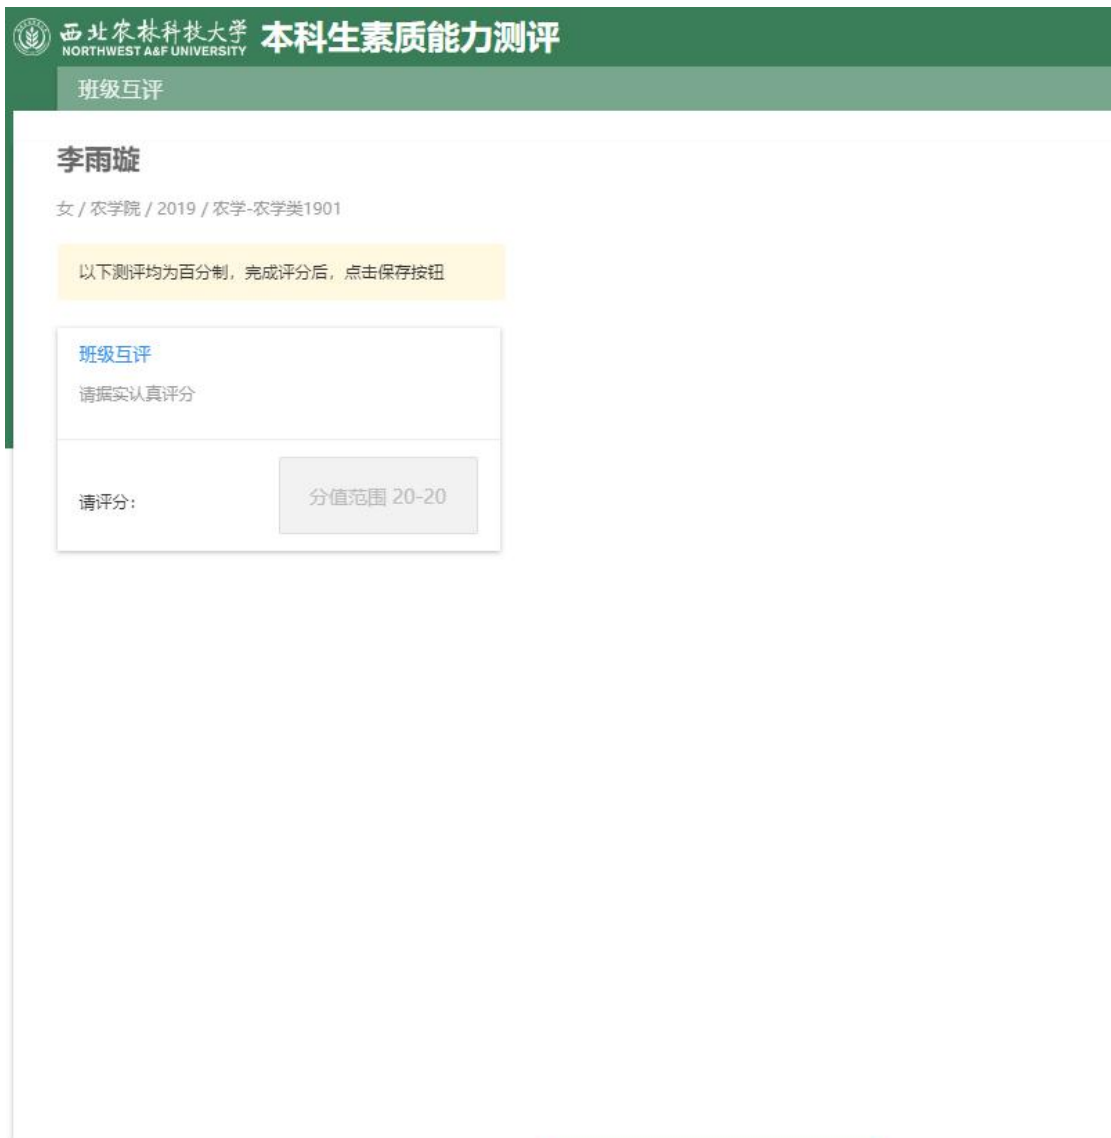 西北农林科技大学 本科生素质能力测评
NORTHWEST A&F UNIVERSITY
班级互评
李雨璇
女 / 农学院 / 2019 / 农学-农学类1901
以下测评均为百分制，完成评分后，点击保存按钮
班级互评
请据实认真评分
请评分： 分值范围 20-20